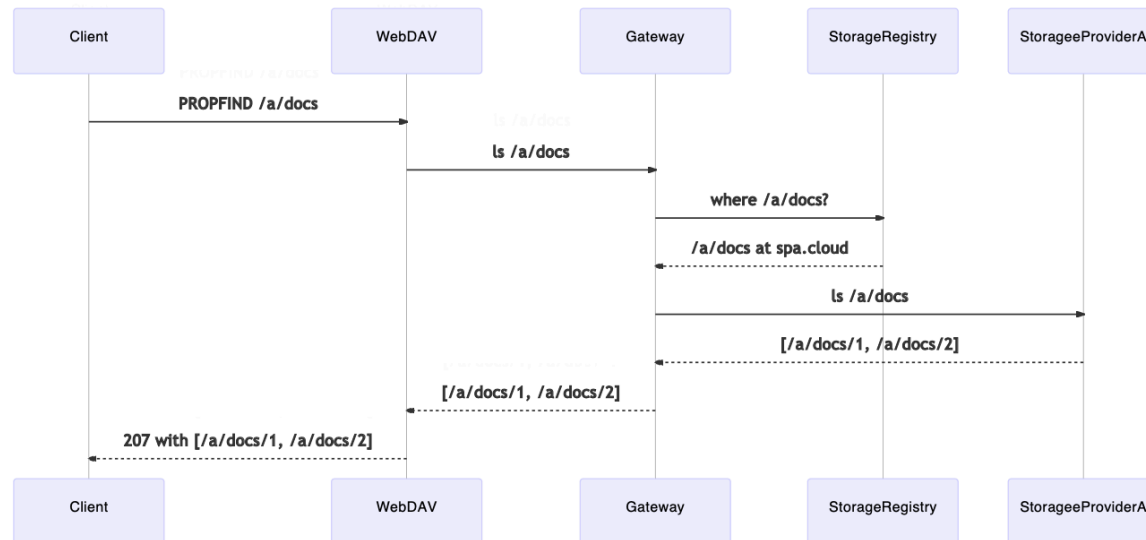 Client
WebDAV
Gateway
StorageRegistry
StorageeProviderA
PROPFIND /a/docs
ls /a/docs
where /a/docs?
/a/docs at spa.cloud
ls /a/docs
[/a/docs/1, /a/docs/2]
[/a/docs/1, /a/docs/2]
207 with [/a/docs/1, /a/docs/2]
Client
WebDAV
Gateway
StorageRegistry
StorageeProviderA